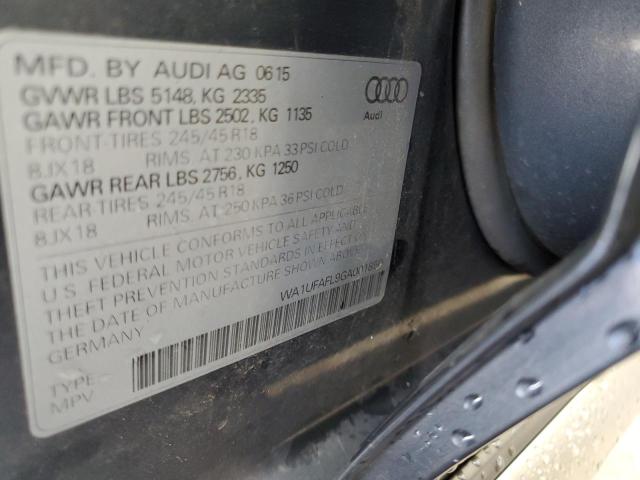 MFD. BY AUDI AG 06 15
GVWR LBS 5148, KG 2335
GAWR FRONT LBS 2502, KG 1135
FRONT-TIRES 245/45 R18
8JX18 RIMS, AT 230 KPA 33 PSI COLD
GAWR REAR LBS 2756, KG 1250
REAR-TIRES 245/45 R18
8JX18 RIMS, AT 250 KPA 36 PSI COLD
THIS VEHICLE CONFORMS TO ALL APPLICABLE
U.S. FEDERAL MOTOR VEHICLE SAFETY AND
THEFT PREVENTION STANDARDS IN EFFECT ON
THE DATE OF MANUFACTURE SHOWN ABOVE
GERMANY
TYPE:
MPV
Audi